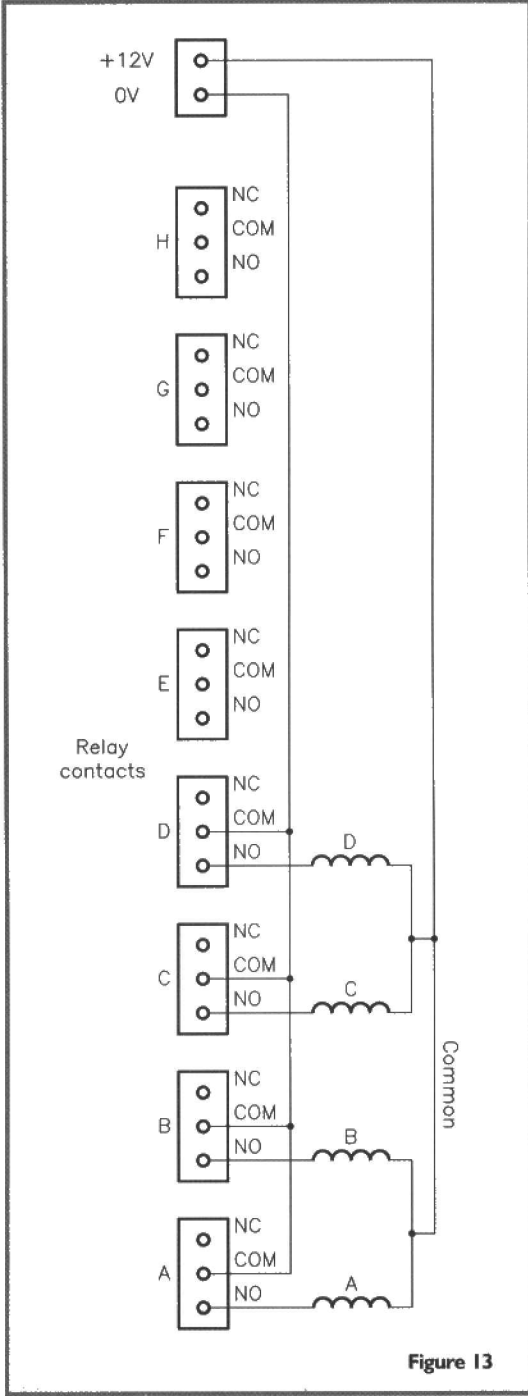 +12V
0V
NC
H COM
NO
NC
G COM
NO
NC
F COM
NO
NC
E COM
NO
Relay
contacts
NC
D COM
NO D
NC
C COM
NO C
Common
NC
B COM
NO B
NC
A COM
NO A
Figure 13